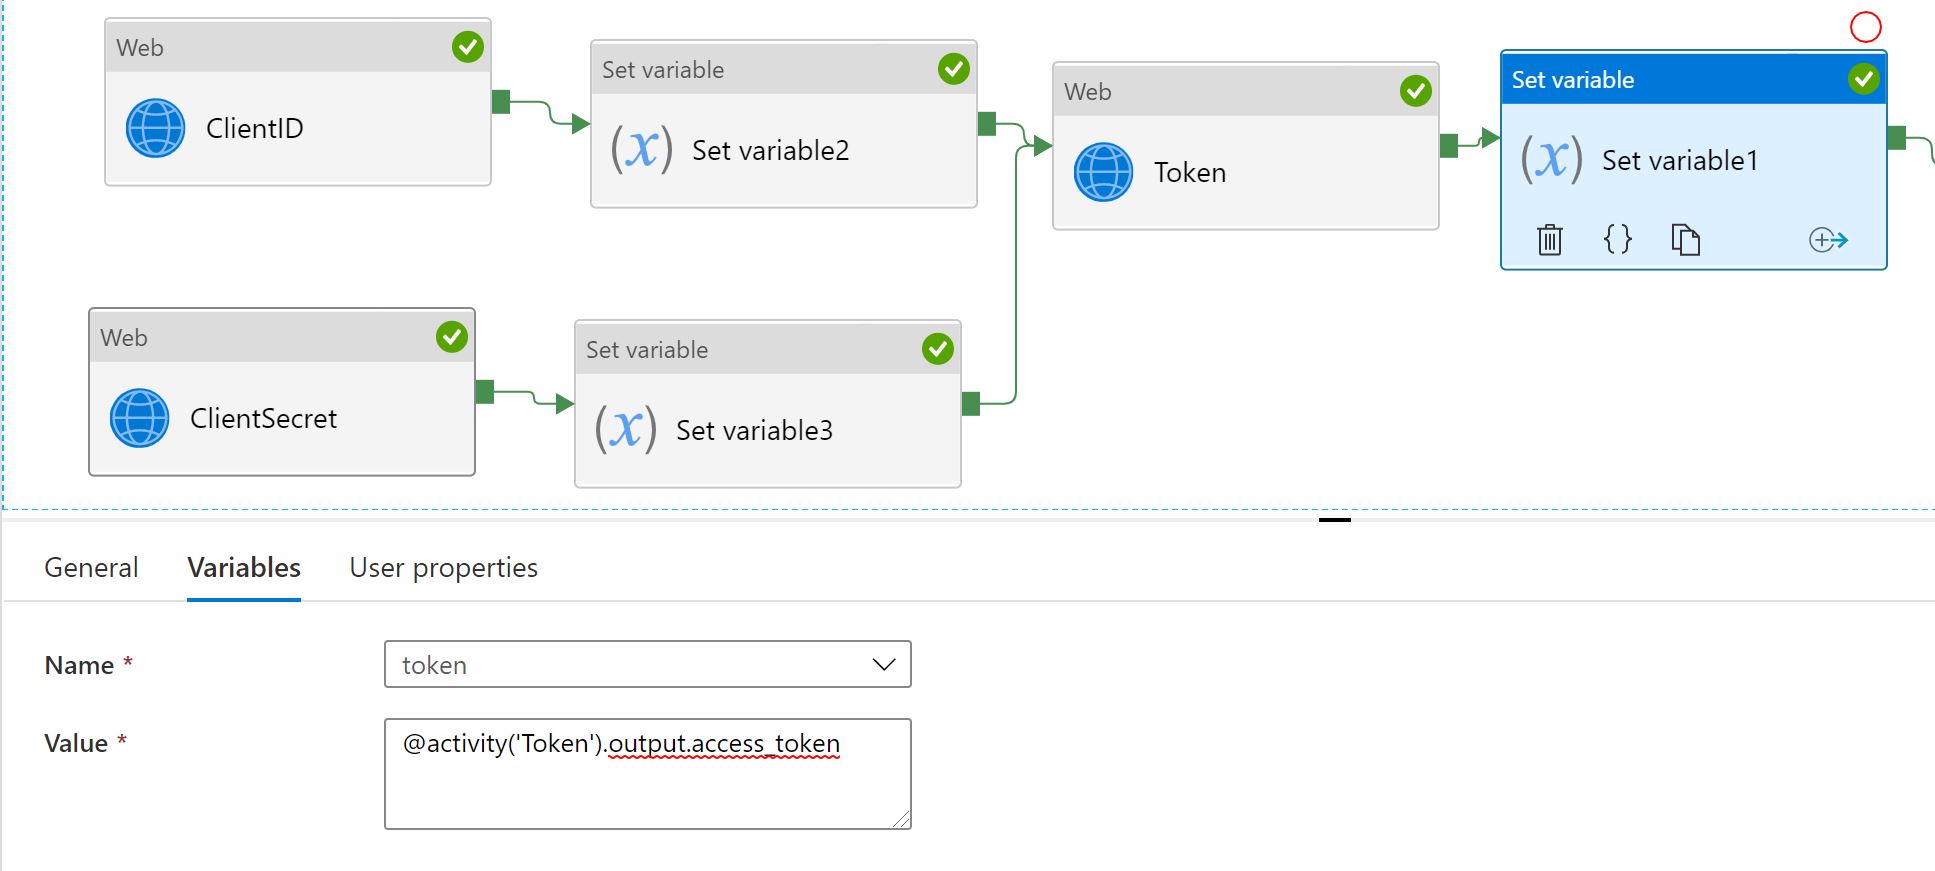 Web
ClientID
Set variable
(x) Set variable2
Web
Token
Set variable
(x) Set variable1
{}
Web
ClientSecret
Set variable
(x) Set variable3
General Variables User properties
Name *
token
Value *
@activity('Token').output.access_token